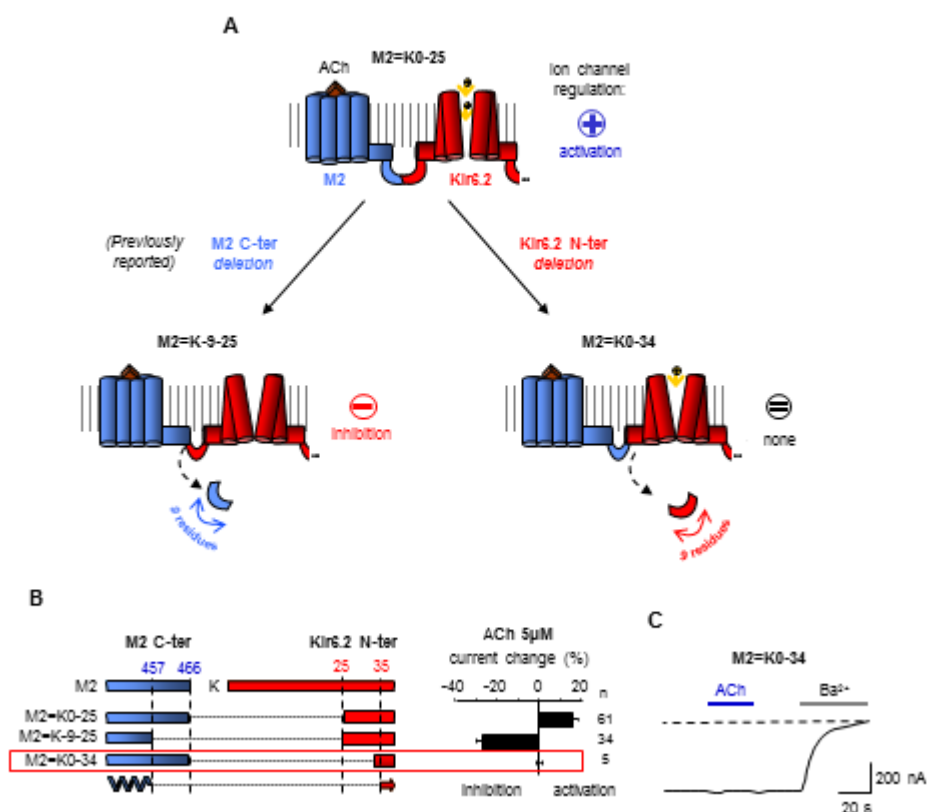 A
M2=K0-25
ACh
Ion channel
regulation:
activation
M2
Kir6.2
(Previously
reported)
M2 C-ter
deletion
Kir6.2 N-ter
deletion
M2=K-9-25
M2=K0-34
inhibition
none
9 residues
9 residues
B
M2 C-ter
Kir6.2 N-ter
ACh 5µM
current change (%)
457
466
25
35
-40
-20
0
20
n
M2
K
M2=K0-25
61
M2=K-9-25
34
M2=K0-34
5
inhibition
activation
C
M2=K0-34
ACh
Ba²⁺
200 nA
20 s